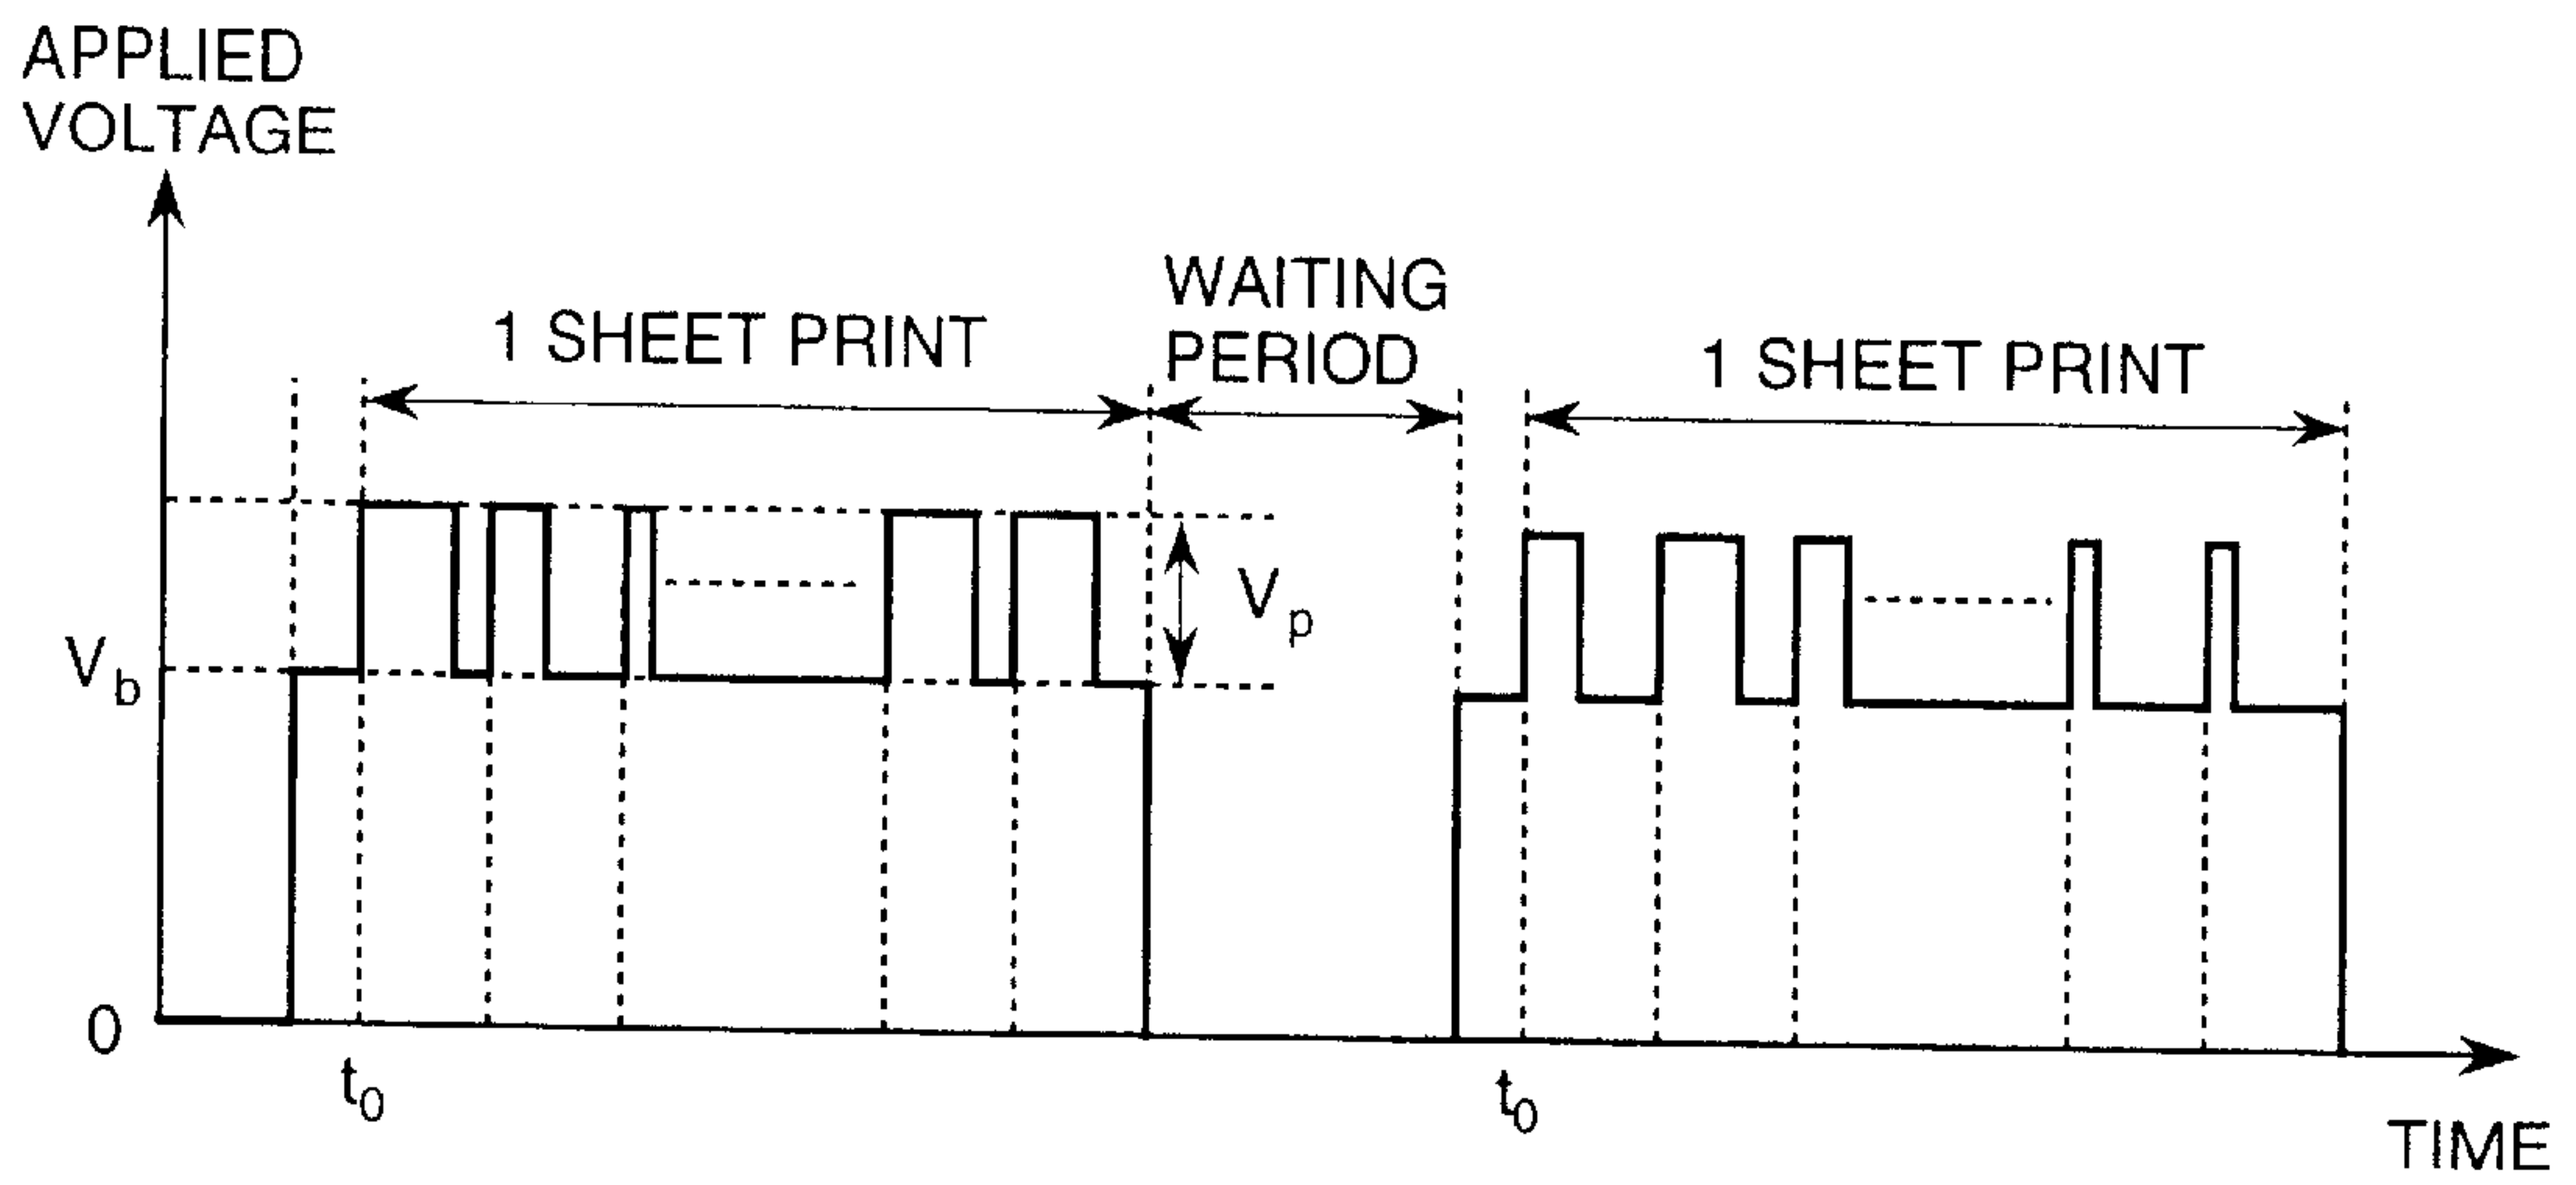 APPLIED
VOLTAGE
WAITING
PERIOD
1 SHEET PRINT
1 SHEET PRINT
Vp
Vb
0
t0
t0
TIME